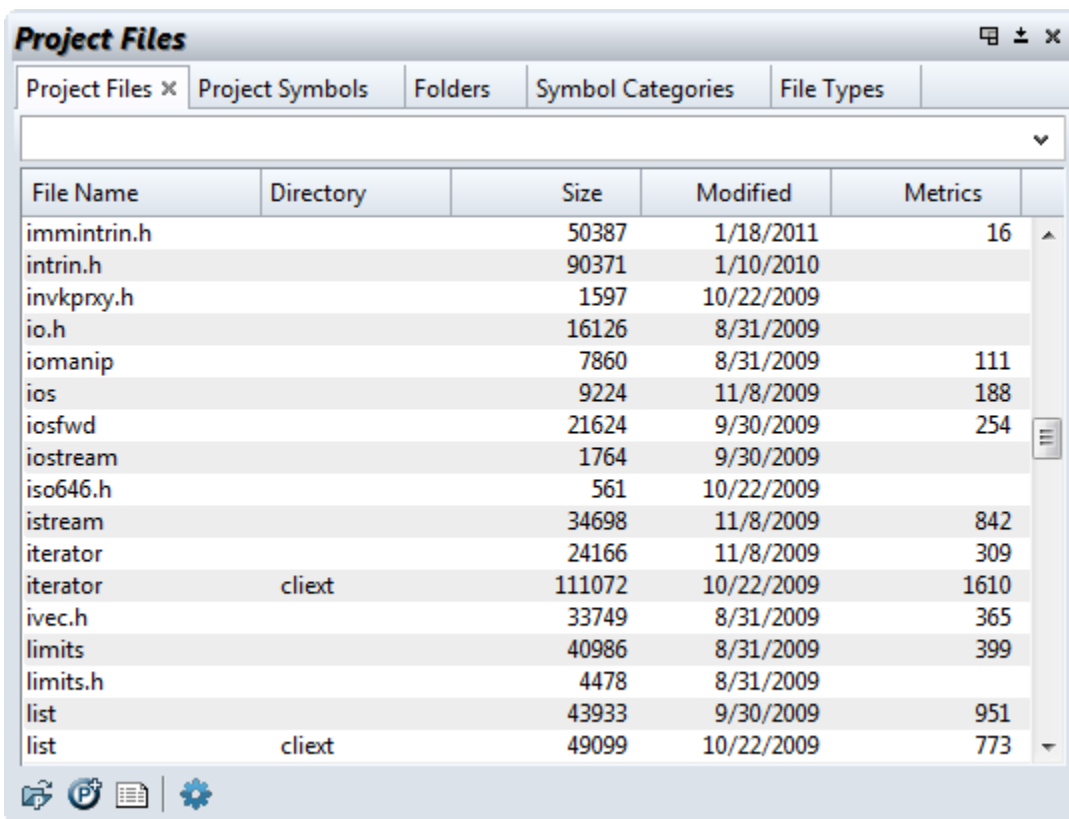 Project Files
Project Files Project Symbols Folders Symbol Categories File Types
File Name Directory Size Modified Metrics
immintrin.h 50387 1/18/2011 16
intrin.h 90371 1/10/2010
invkprxy.h 1597 10/22/2009
io.h 16126 8/31/2009
iomanip 7860 8/31/2009 111
ios 9224 11/8/2009 188
iosfwd 21624 9/30/2009 254
iostream 1764 9/30/2009
iso646.h 561 10/22/2009
istream 34698 11/8/2009 842
iterator 24166 11/8/2009 309
iterator cliext 111072 10/22/2009 1610
ivec.h 33749 8/31/2009 365
limits 40986 8/31/2009 399
limits.h 4478 8/31/2009
list 43933 9/30/2009 951
list cliext 49099 10/22/2009 773